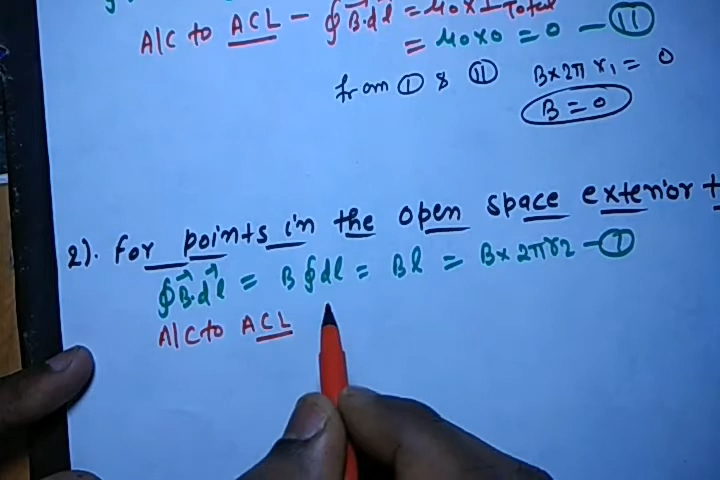 A/C to ACL - ∮B⃗.dl⃗ = μ0 x I Total
= μ0 x 0 = 0 - (II)
from (I) & (II) B x 2π r1 = 0
B = 0
2). For points in the open space exterior
∮B⃗.dl⃗ = B∮dl = Bl = B x 2πr2 - (I)
A/C to ACL